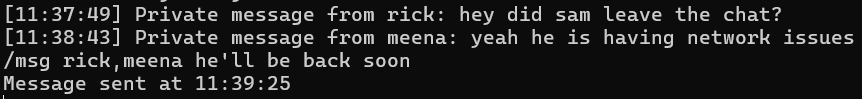 [11:37:49] Private message from rick: hey did sam leave the chat?
[11:38:43] Private message from meena: yeah he is having network issues
/msg rick,meena he'll be back soon
Message sent at 11:39:25